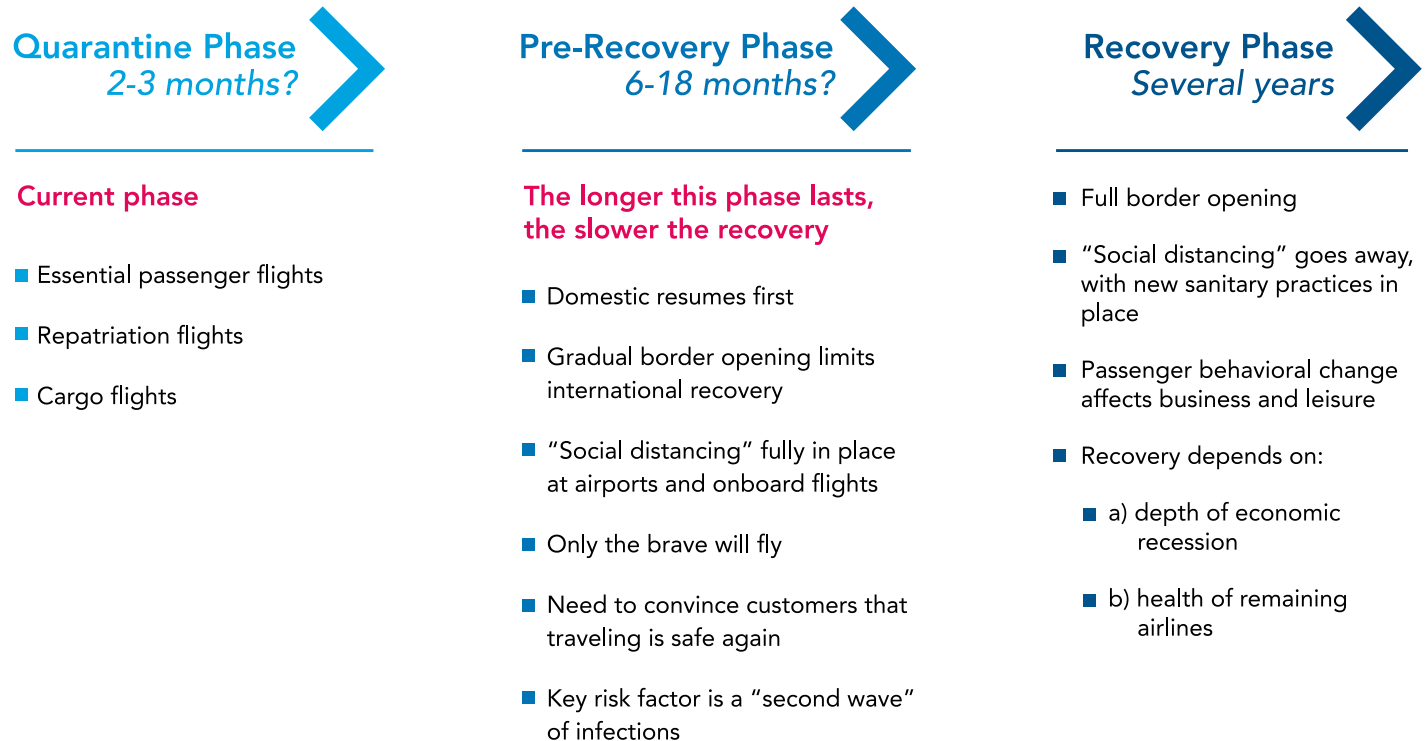 Quarantine Phase
2-3 months?
Current phase
Essential passenger flights
Repatriation flights
Cargo flights
Pre-Recovery Phase
6-18 months?
The longer this phase lasts,
the slower the recovery
Domestic resumes first
Gradual border opening limits
international recovery
“Social distancing” fully in place
at airports and onboard flights
Only the brave will fly
Need to convince customers that
traveling is safe again
Key risk factor is a “second wave”
of infections
Recovery Phase
Several years
Full border opening
“Social distancing” goes away,
with new sanitary practices in
place
Passenger behavioral change
affects business and leisure
Recovery depends on:
a) depth of economic
recession
b) health of remaining
airlines